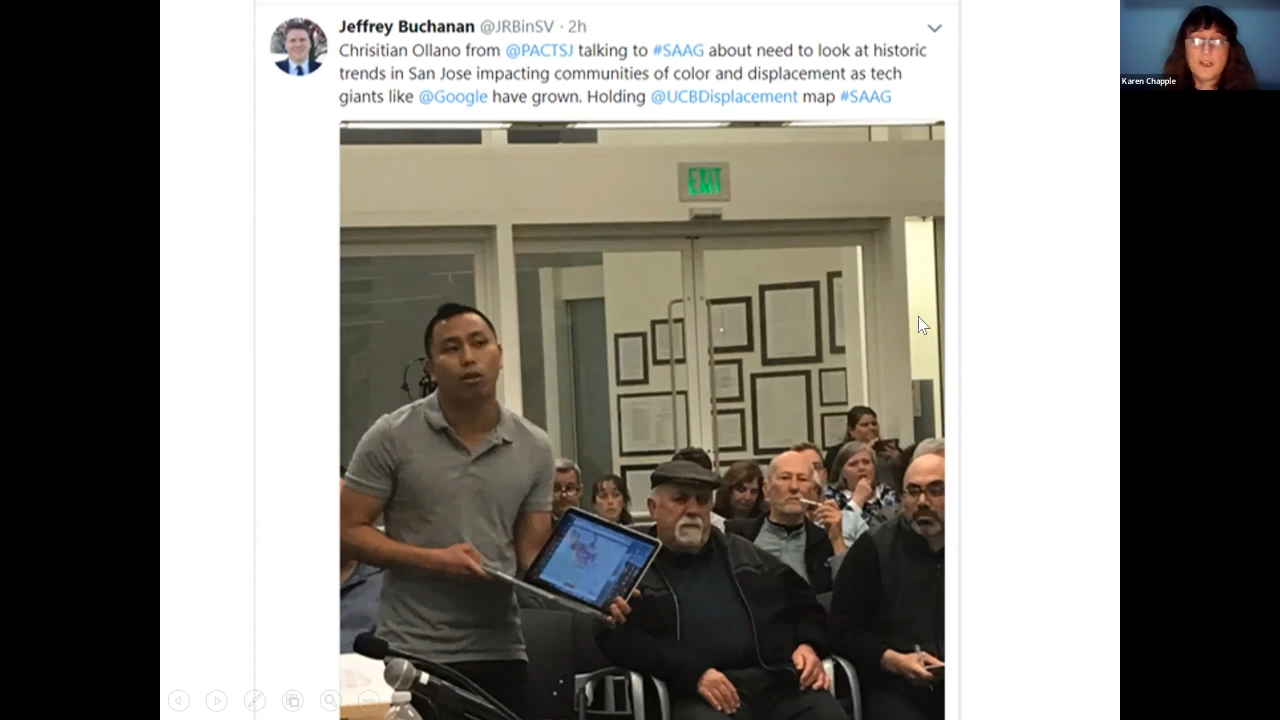 Jeffrey Buchanan @JRBinSV · 2h
Chrisitian Ollano from @PACTSJ talking to #SAAG about need to look at historic
trends in San Jose impacting communities of color and displacement as tech
giants like @Google have grown. Holding @UCBDisplacement map #SAAG
Karen Chapple
EXIT